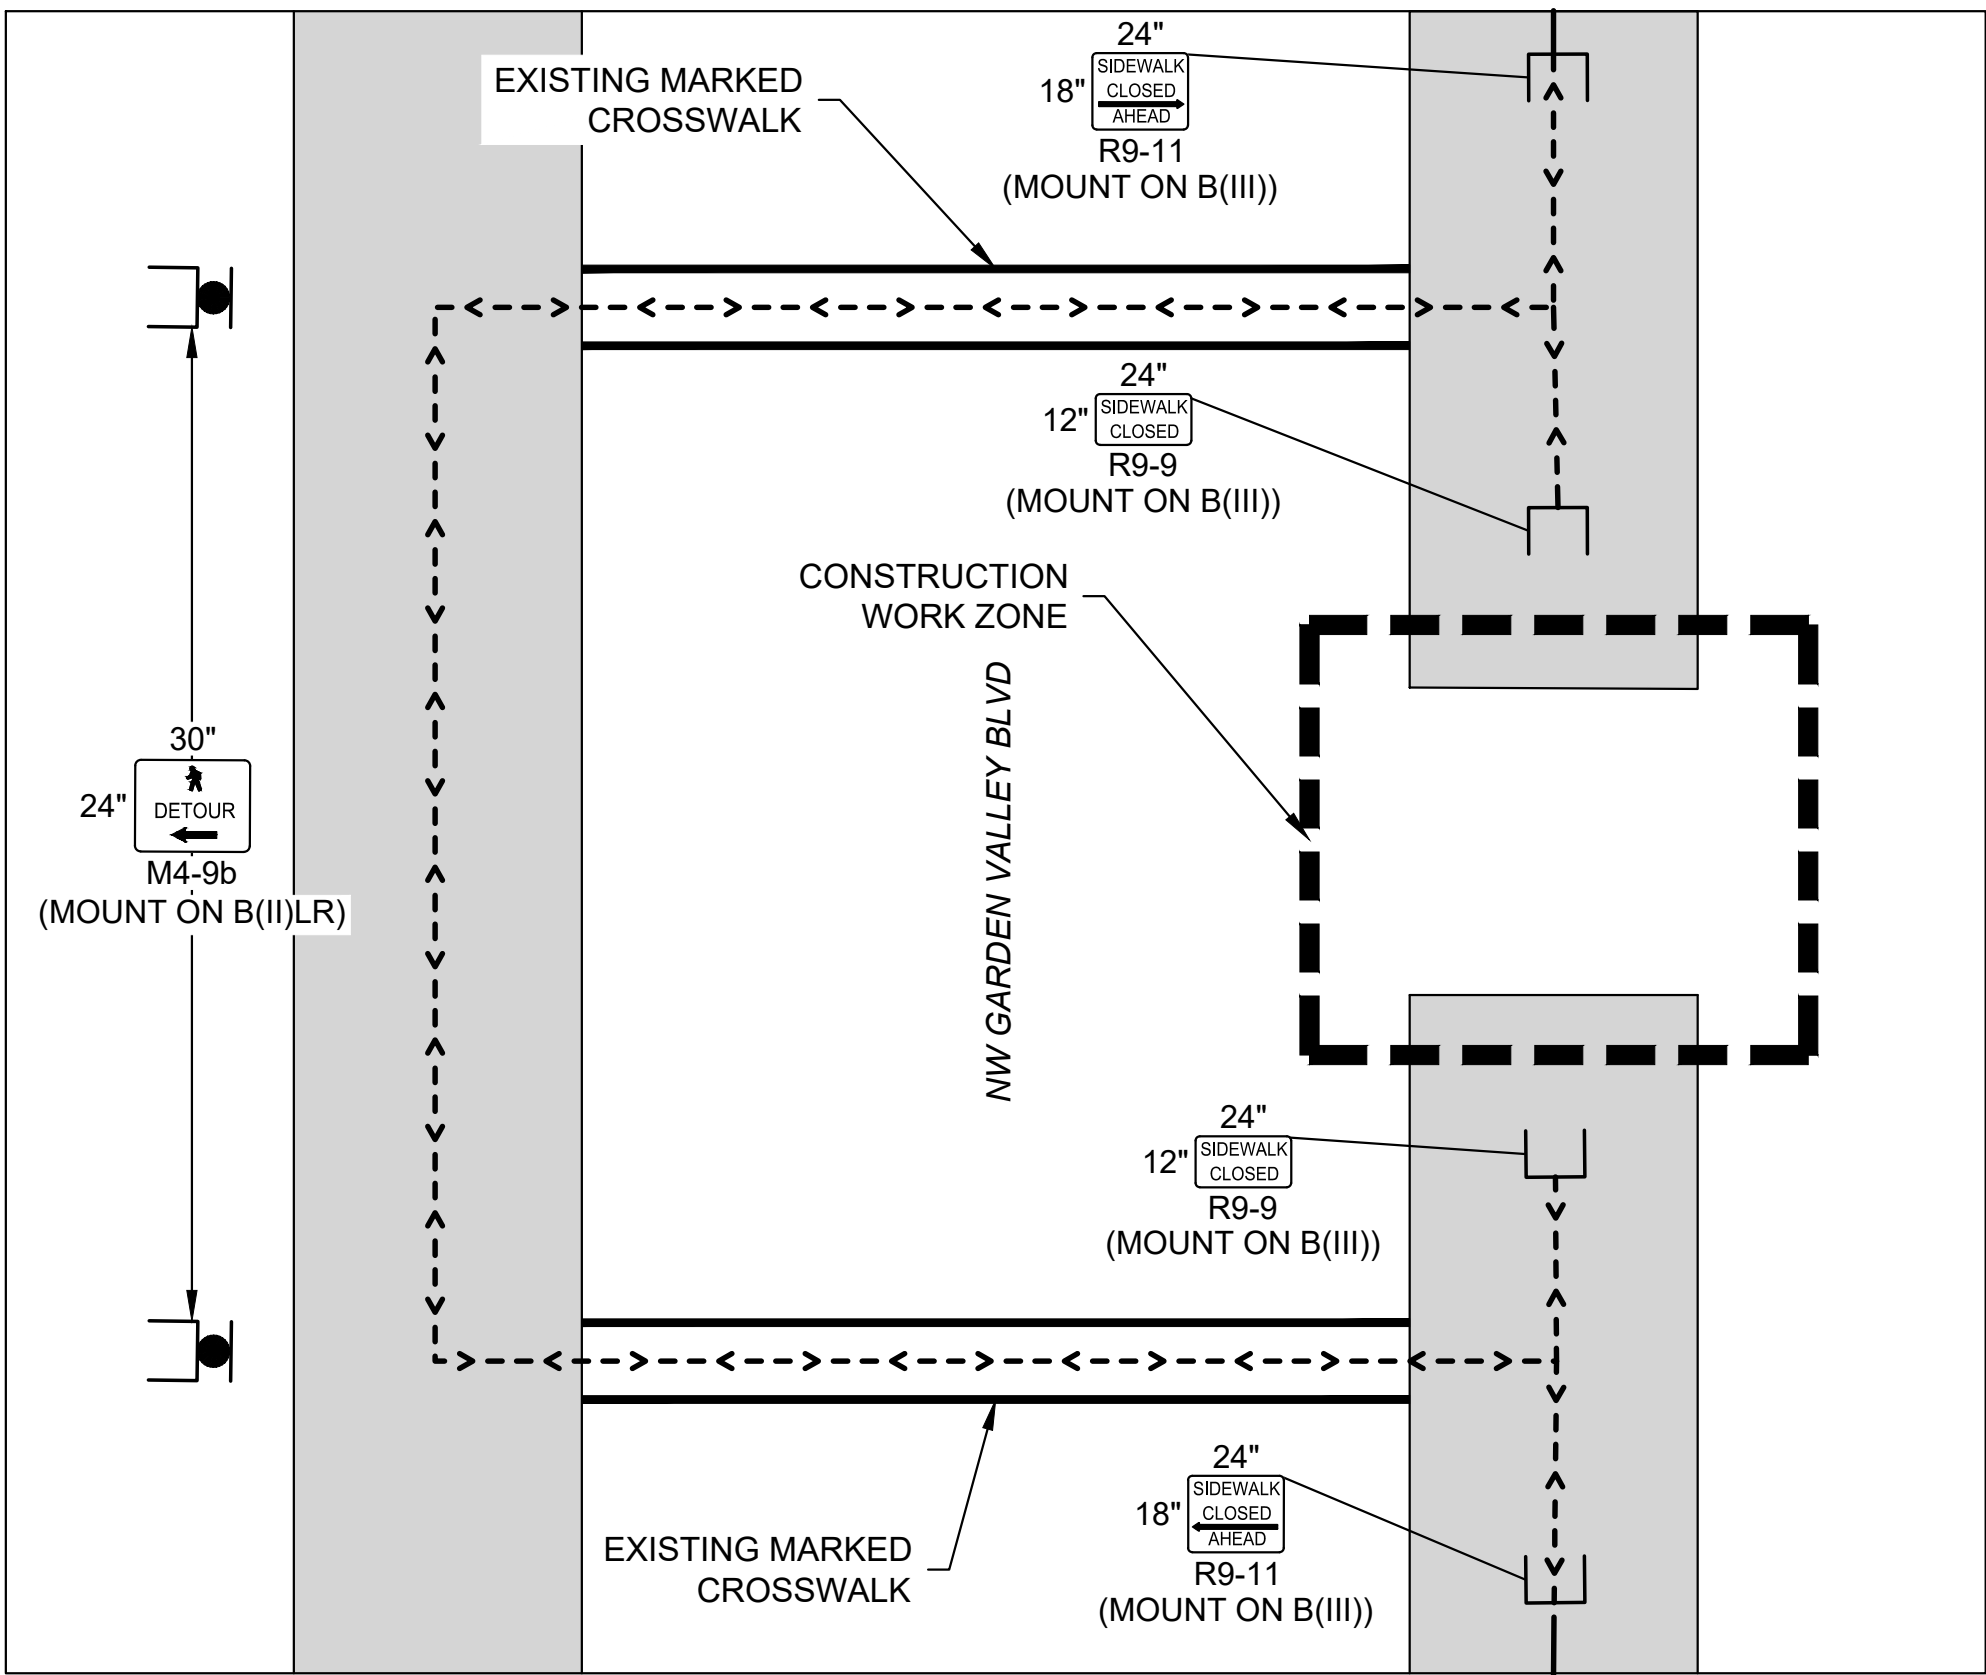 24"
SIDEWALK
CLOSED
AHEAD
18"
R9-11
(MOUNT ON B(III))
EXISTING MARKED
CROSSWALK
24"
12"
SIDEWALK
CLOSED
R9-9
(MOUNT ON B(III))
CONSTRUCTION
WORK ZONE
NW GARDEN VALLEY BLVD
30"
24"
DETOUR
M4-9b
(MOUNT ON B(II)LR)
24"
12"
SIDEWALK
CLOSED
R9-9
(MOUNT ON B(III))
24"
18"
SIDEWALK
CLOSED
AHEAD
R9-11
(MOUNT ON B(III))
EXISTING MARKED
CROSSWALK